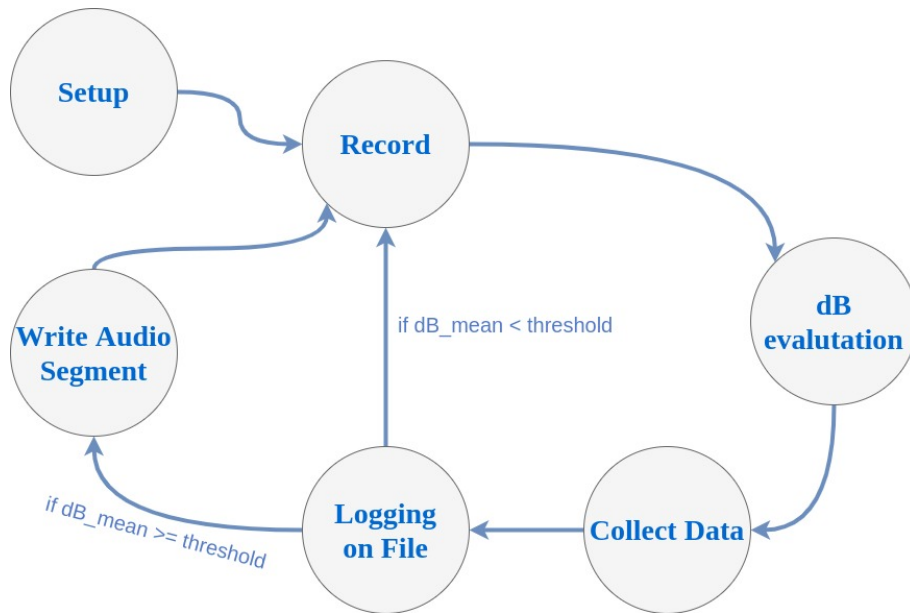 Setup
Record
dB
evalutation
Write Audio
Segment
if dB_mean < threshold
if dB_mean >= threshold
Logging
on File
Collect Data